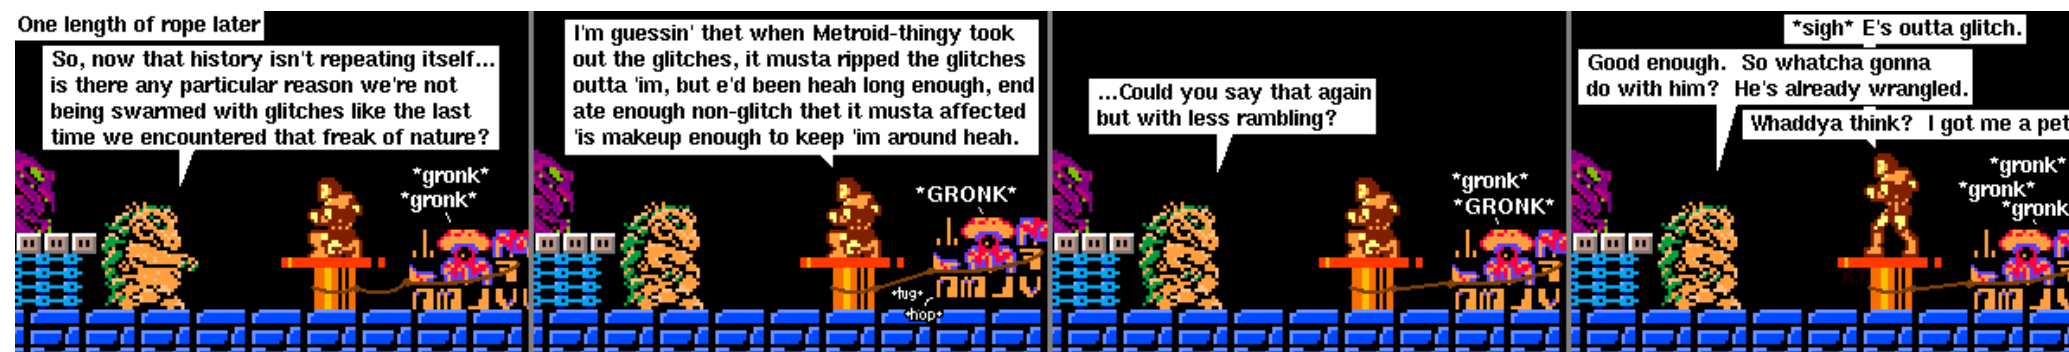 One length of rope later
So, now that history isn't repeating itself...
is there any particular reason we're not
being swarmed with glitches like the last
time we encountered that freak of nature?
*gronk*
*gronk*
I'm guessin' thet when Metroid-thingy took
out the glitches, it musta ripped the glitches
outta 'im, but e'd been heah long enough, end
ate enough non-glitch thet it musta affected
'is makeup enough to keep 'im around heah.
*GRONK*
*tug*
*hop*
...Could you say that again
but with less rambling?
*gronk*
*GRONK*
*sigh* E's outta glitch.
Good enough. So whatcha gonna
do with him? He's already wrangled.
Whaddya think? I got me a pet
*gronk*
*gronk*
*gronk